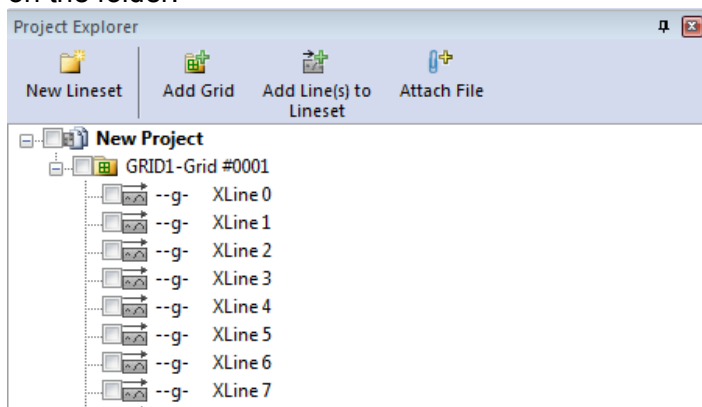 on the folder.
Project Explorer
New Lineset Add Grid Add Line(s) to Lineset Attach File
New Project
GRID1-Grid #0001
--g- XLine 0
--g- XLine 1
--g- XLine 2
--g- XLine 3
--g- XLine 4
--g- XLine 5
--g- XLine 6
--g- XLine 7